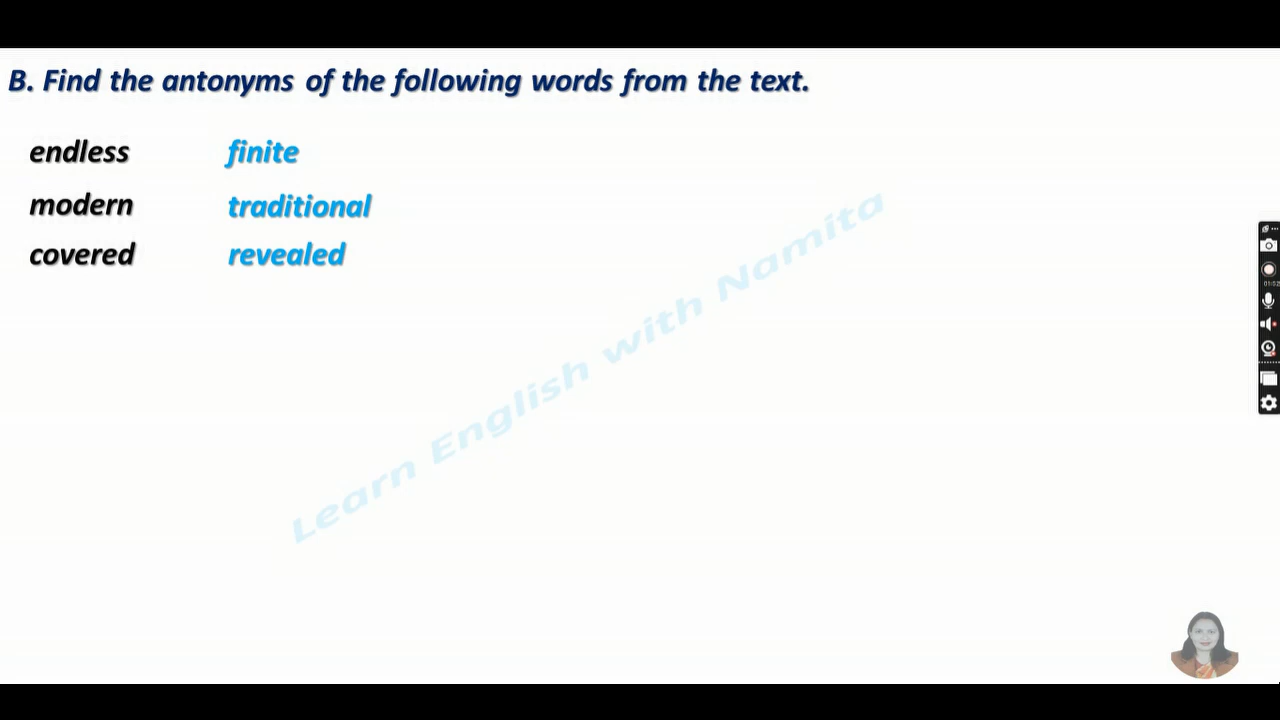 B. Find the antonyms of the following words from the text.
endless finite
modern traditional
covered revealed
Learn English with Namita